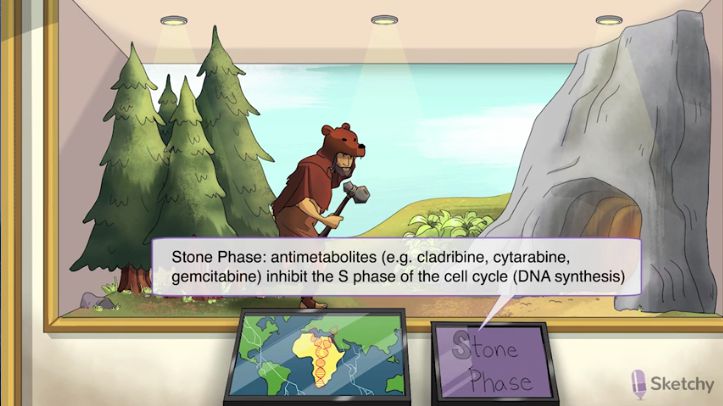 Stone Phase: antimetabolites (e.g. cladribine, cytarabine,
gemcitabine) inhibit the S phase of the cell cycle (DNA synthesis)
Stone
Phase
Sketchy